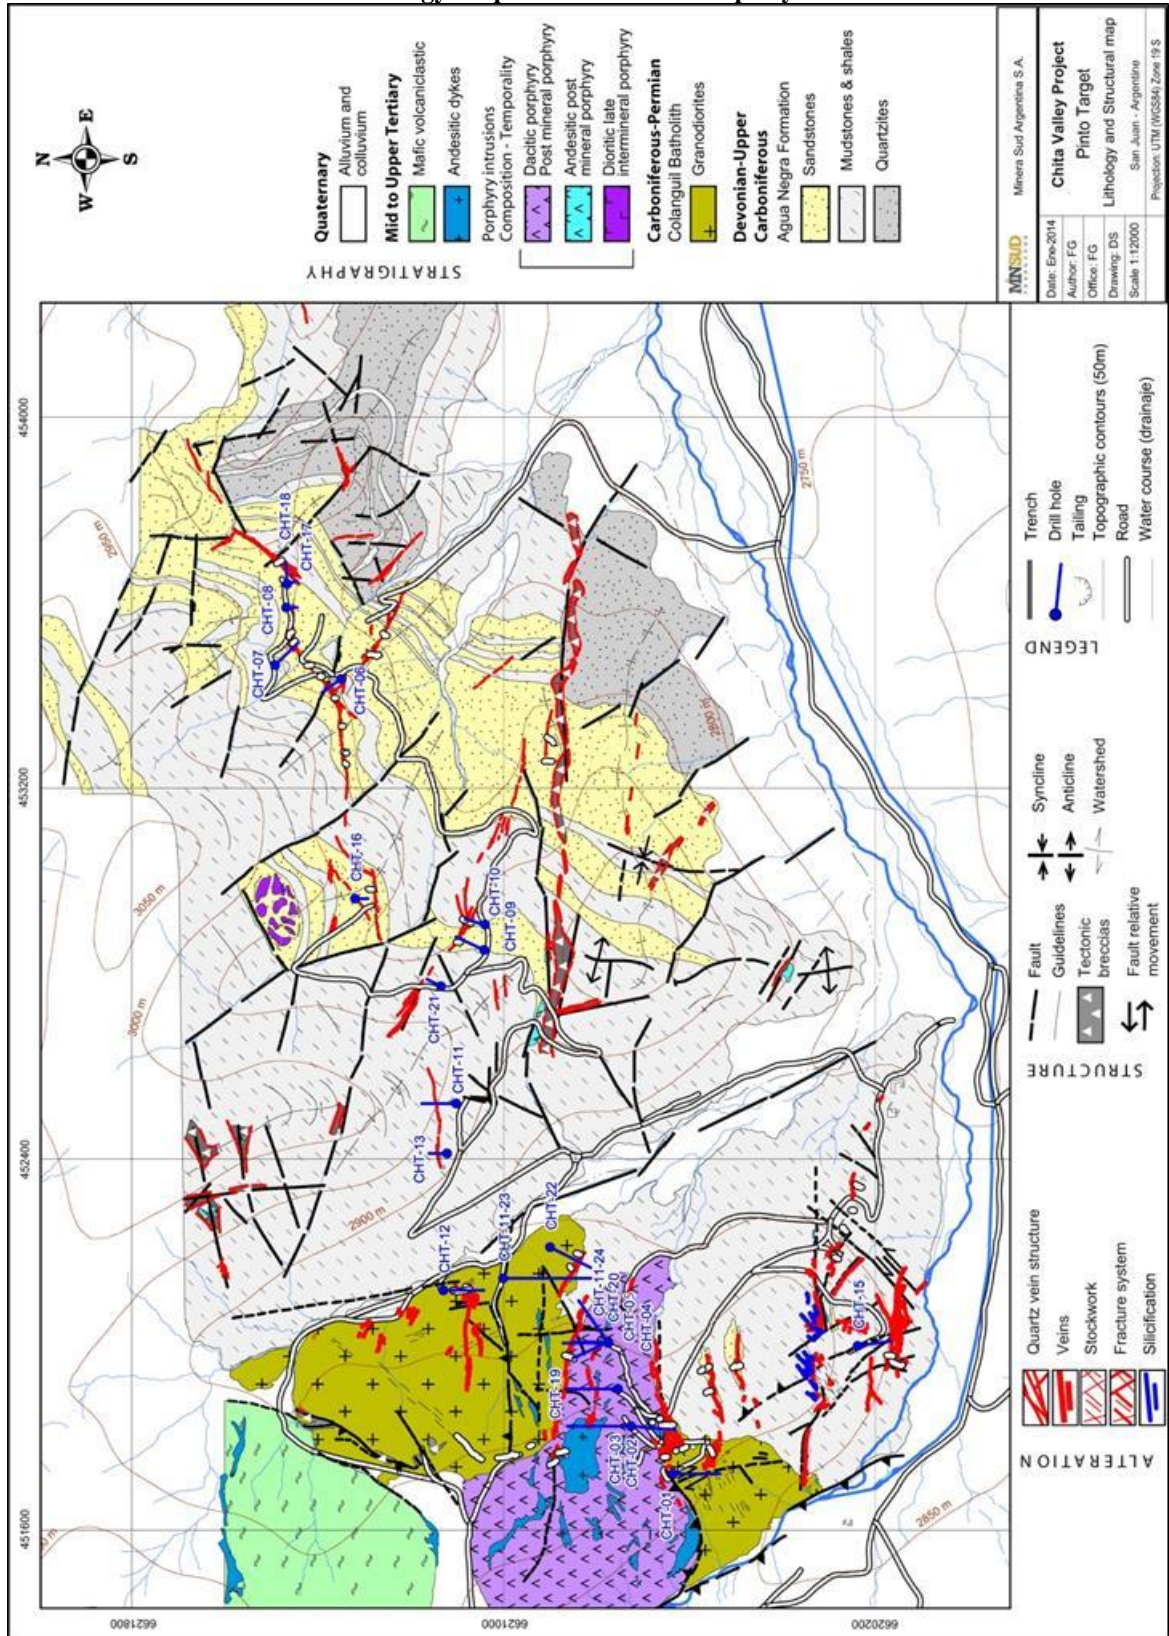 N
W
E
S
STRATIGRAPHY
Quaternary
Alluvium and
colluvium
Mid to Upper Tertiary
Mafic volcaniclastic
Andesitic dykes
Porphyry intrusions
Composition - Temporality
Dacitic porphyry
Post mineral porphyry
Andesitic post
mineral porphyry
Dioritic late
intermineral porphyry
Carboniferous-Permian
Colanguil Batholith
Granodiorites
Devonian-Upper
Carboniferous
Agua Negra Formation
Sandstones
Mudstones & shales
Quartzites
MINSUD
Minera Sud Argentina S.A.
Date: Ene-2014
Author: FG
Office: FG
Drawing: DS
Scale 1:12000
Chita Valley Project
Pinto Target
Lithology and Structural map
San Juan - Argentine
Projection: UTM (WGS84) Zone 19 S
451600
452400
453200
454000
6621800
6621000
6620200
2950 m
3050 m
3000 m
2900 m
2800 m
2750 m
2850 m
CHT-18
CHT-17
CHT-08
CHT-07
CHT-06
CHT-16
CHT-10
CHT-09
CHT-21
CHT-11
CHT-13
CHT-12
CHT-11-23
CHT-22
CHT-11-24
CHT-20
CHT-04
CHT-19
CHT-03
CHT-02
CHT-01
CHT-15
ALTERATION
Quartz vein structure
Veins
Stockwork
Fracture system
Silicification
STRUCTURE
Fault
Guidelines
Tectonic
breccias
Fault relative
movement
Syncline
Anticline
Watershed
LEGEND
Trench
Drill hole
Tailing
Topographic contours (50m)
Road
Water course (drainaje)